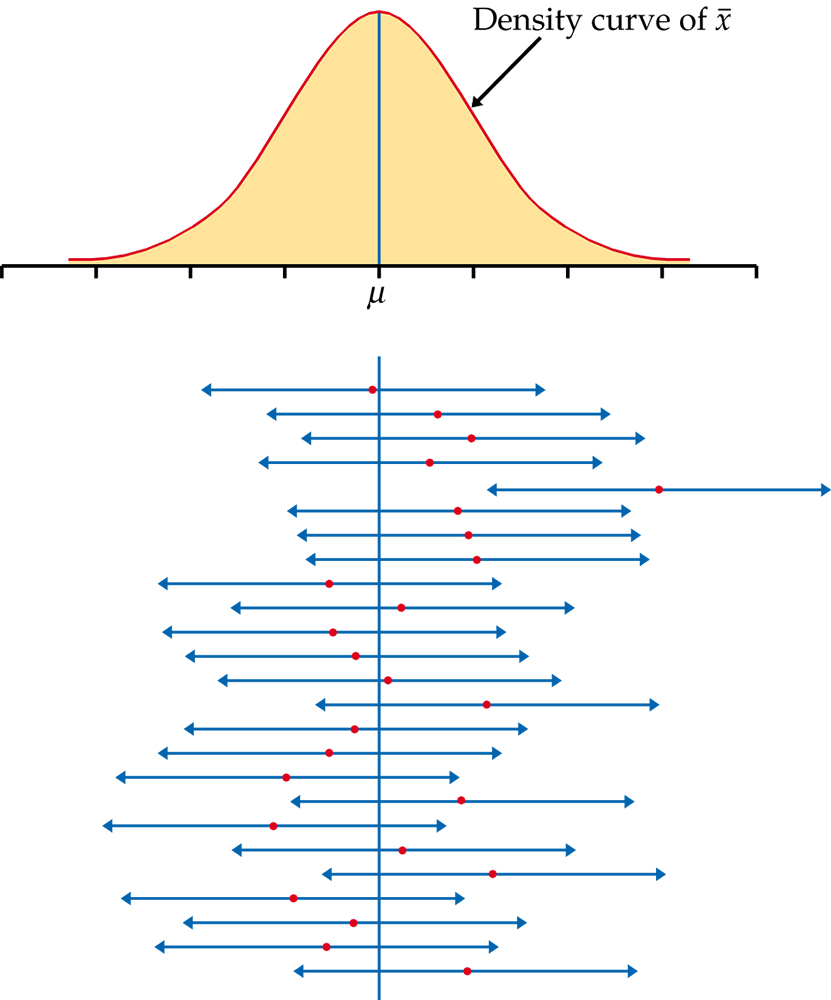 Density curve of x̄
μ